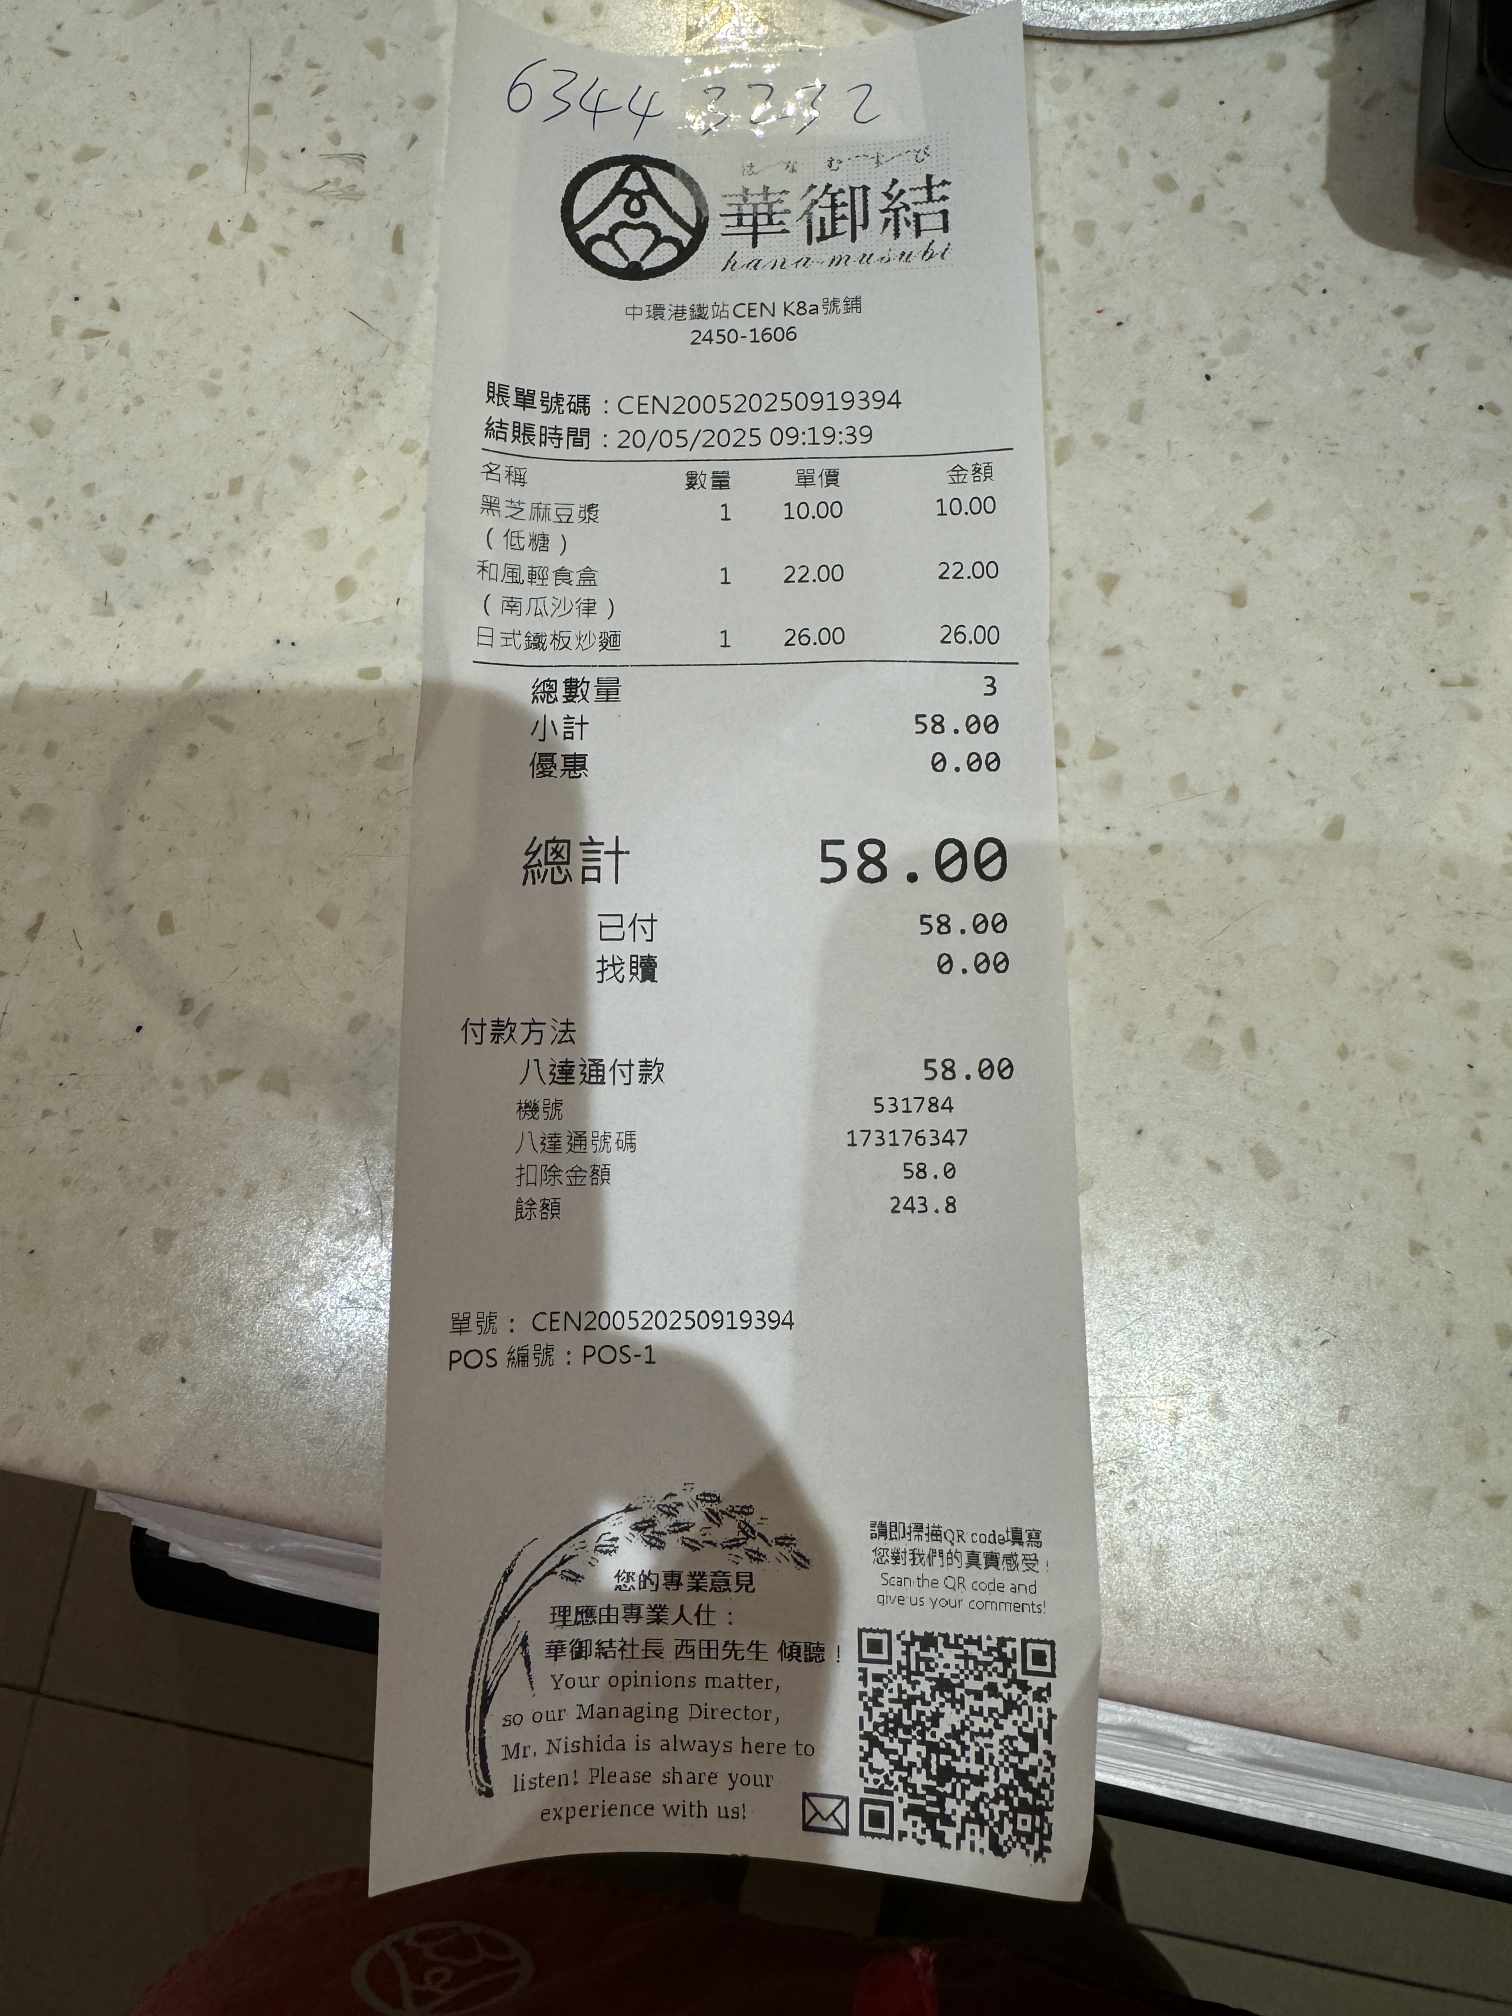 6344 3232
はなむすび
華御結
hana-musubi
中環港鐵站CEN K8a號鋪
2450-1606
賬單號碼：CEN200520250919394
結賬時間：20/05/2025 09:19:39
名稱 數量 單價 金額
黑芝麻豆漿 1 10.00 10.00
（低糖）
和風輕食盒 1 22.00 22.00
（南瓜沙律）
日式鐵板炒麵 1 26.00 26.00
總數量 3
小計 58.00
優惠 0.00
總計 58.00
已付 58.00
找贖 0.00
付款方法
八達通付款 58.00
機號 531784
八達通號碼 173176347
扣除金額 58.0
餘額 243.8
單號： CEN200520250919394
POS 編號：POS-1
您的專業意見
理應由專業人仕：
華御結社長 西田先生 傾聽！
Your opinions matter,
so our Managing Director,
Mr. Nishida is always here to
listen! Please share your
experience with us!
請即掃描QR code填寫
您對我們的真實感受！
Scan the QR code and
give us your comments!